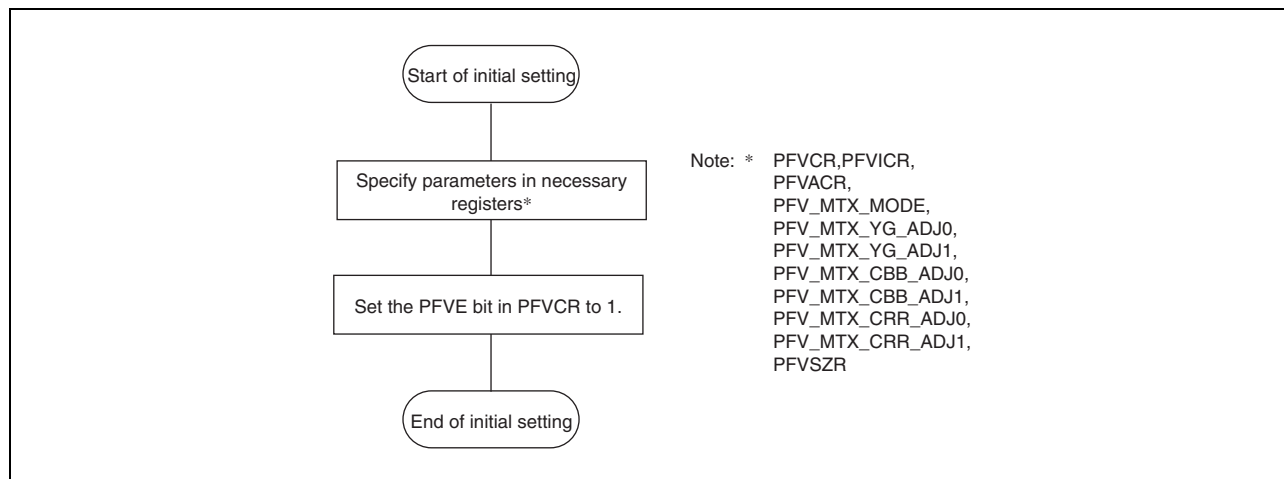 Start of initial setting
Specify parameters in necessary
registers*
Set the PFVE bit in PFVCR to 1.
End of initial setting
Note: * PFVCR,PFVICR,
PFVACR,
PFV_MTX_MODE,
PFV_MTX_YG_ADJ0,
PFV_MTX_YG_ADJ1,
PFV_MTX_CBB_ADJ0,
PFV_MTX_CBB_ADJ1,
PFV_MTX_CRR_ADJ0,
PFV_MTX_CRR_ADJ1,
PFVSZR